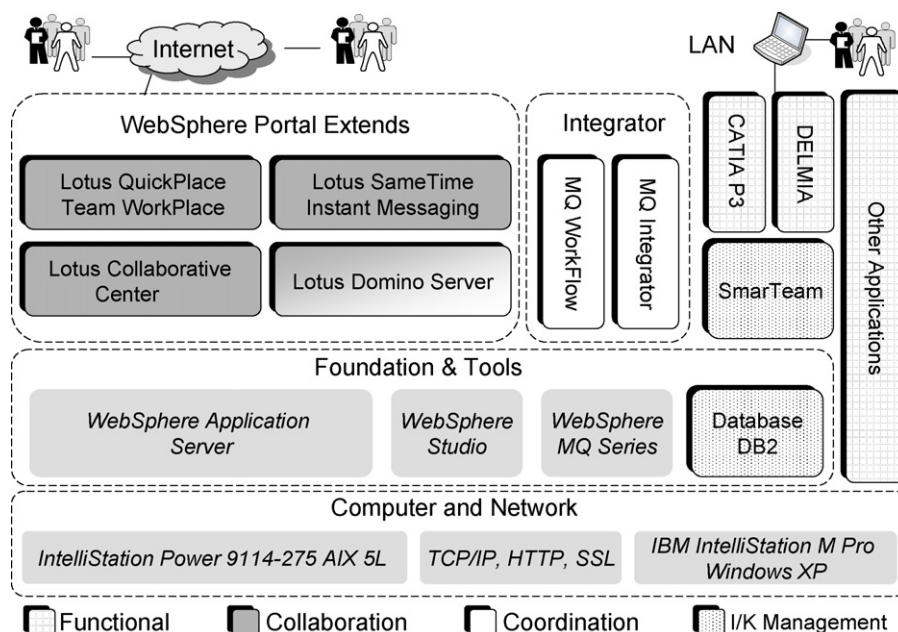 Internet
LAN
WebSphere Portal Extends
Lotus QuickPlace
Team WorkPlace
Lotus SameTime
Instant Messaging
Lotus Collaborative
Center
Lotus Domino Server
Integrator
MQ WorkFlow
MQ Integrator
CATIA P3
DELMIA
SmarTeam
Other Applications
Foundation & Tools
WebSphere Application
Server
WebSphere
Studio
WebSphere
MQ Series
Database
DB2
Computer and Network
IntelliStation Power 9114-275 AIX 5L
TCP/IP, HTTP, SSL
IBM IntelliStation M Pro
Windows XP
Functional
Collaboration
Coordination
I/K Management